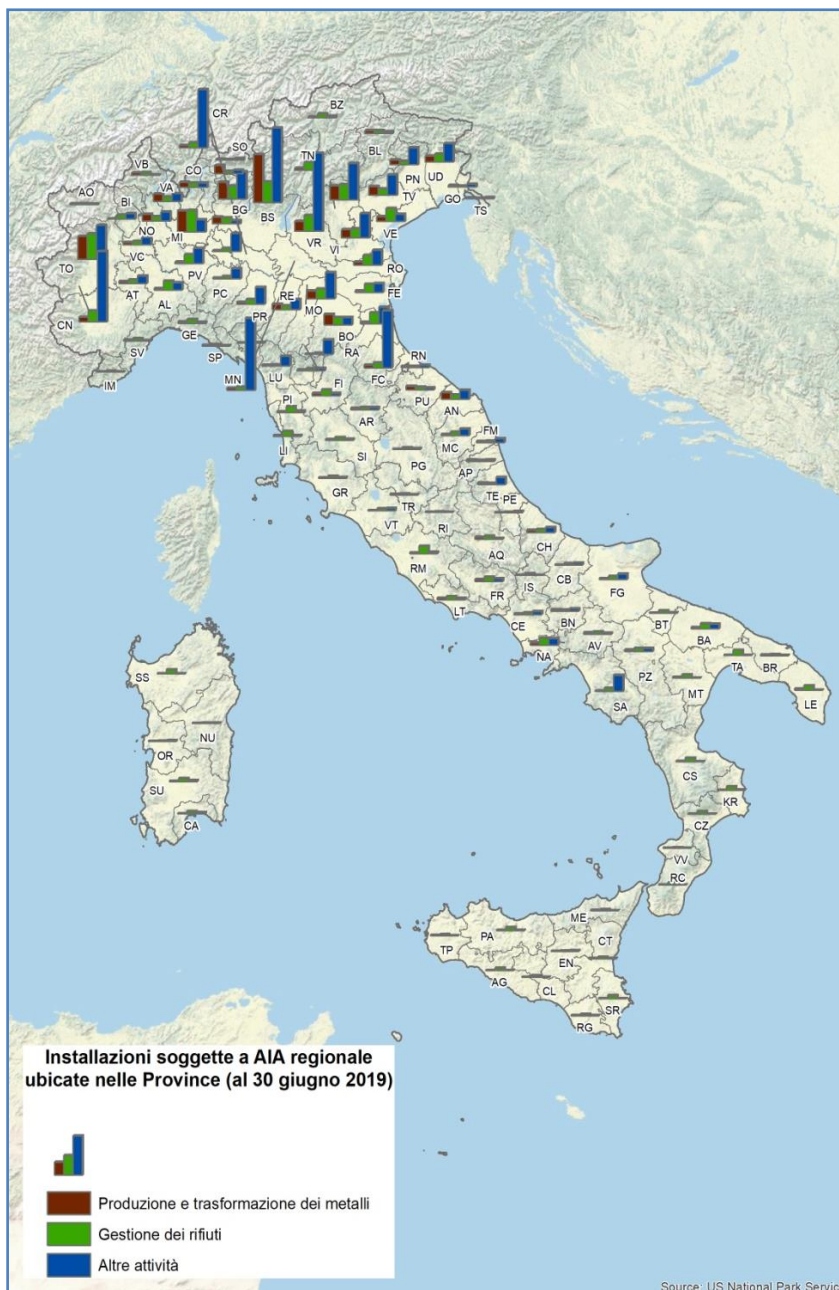 CR
BZ
SO
VB
CO
TN
BL
PN
UD
AO
BI
VA
BG
BS
TV
GO
TS
NO
MI
VR
VI
VE
TO
VC
PV
RO
AT
AL
PC
RE
MO
FE
CN
PR
BO
GE
SP
RA
SV
RN
IM
MN
LU
FI
FC
PU
PI
AN
AR
FM
MC
LI
SI
PG
AP
GR
TE
PE
TR
VT
RI
CH
AQ
RM
CB
IS
FG
FR
LT
BT
CE
BN
BA
AV
NA
PZ
TA
BR
SS
MT
SA
LE
NU
OR
CS
SU
KR
CA
CZ
VV
RC
ME
PA
CT
TP
EN
AG
CL
SR
RG
Installazioni soggette a AIA regionale
ubicate nelle Province (al 30 giugno 2019)
Produzione e trasformazione dei metalli
Gestione dei rifiuti
Altre attività
Source: US National Park Servic